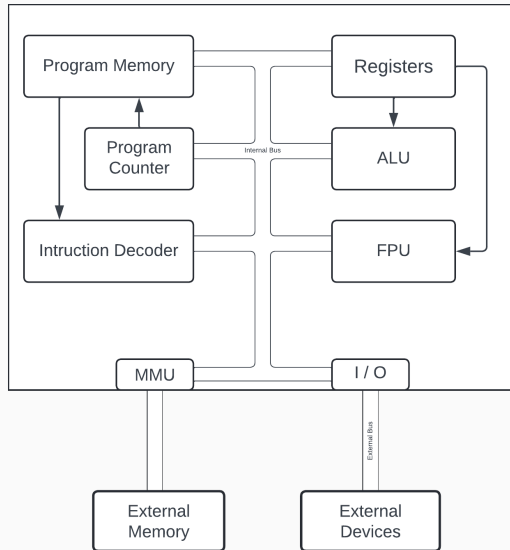 Program Memory
Registers
Program
Counter
Internal Bus
ALU
Intruction Decoder
FPU
MMU
I / O
External Bus
External
Memory
External
Devices